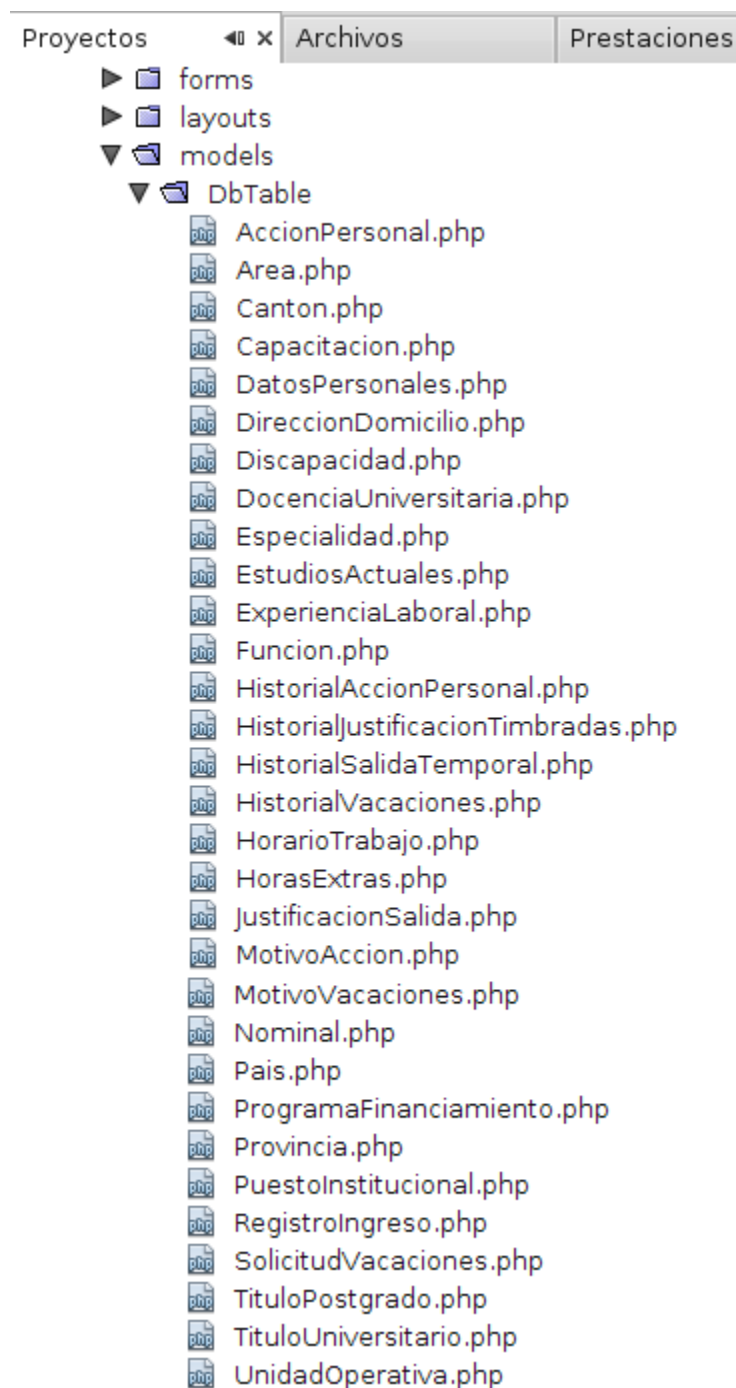 Proyectos Archivos Prestaciones
forms
layouts
models
DbTable
AccionPersonal.php
Area.php
Canton.php
Capacitacion.php
DatosPersonales.php
DireccionDomicilio.php
Discapacidad.php
DocenciaUniversitaria.php
Especialidad.php
EstudiosActuales.php
ExperienciaLaboral.php
Funcion.php
HistorialAccionPersonal.php
HistorialJustificacionTimbradas.php
HistorialSalidaTemporal.php
HistorialVacaciones.php
HorarioTrabajo.php
HorasExtras.php
JustificacionSalida.php
MotivoAccion.php
MotivoVacaciones.php
Nominal.php
Pais.php
ProgramaFinanciamiento.php
Provincia.php
PuestoInstitucional.php
RegistroIngreso.php
SolicitudVacaciones.php
TituloPostgrado.php
TituloUniversitario.php
UnidadOperativa.php